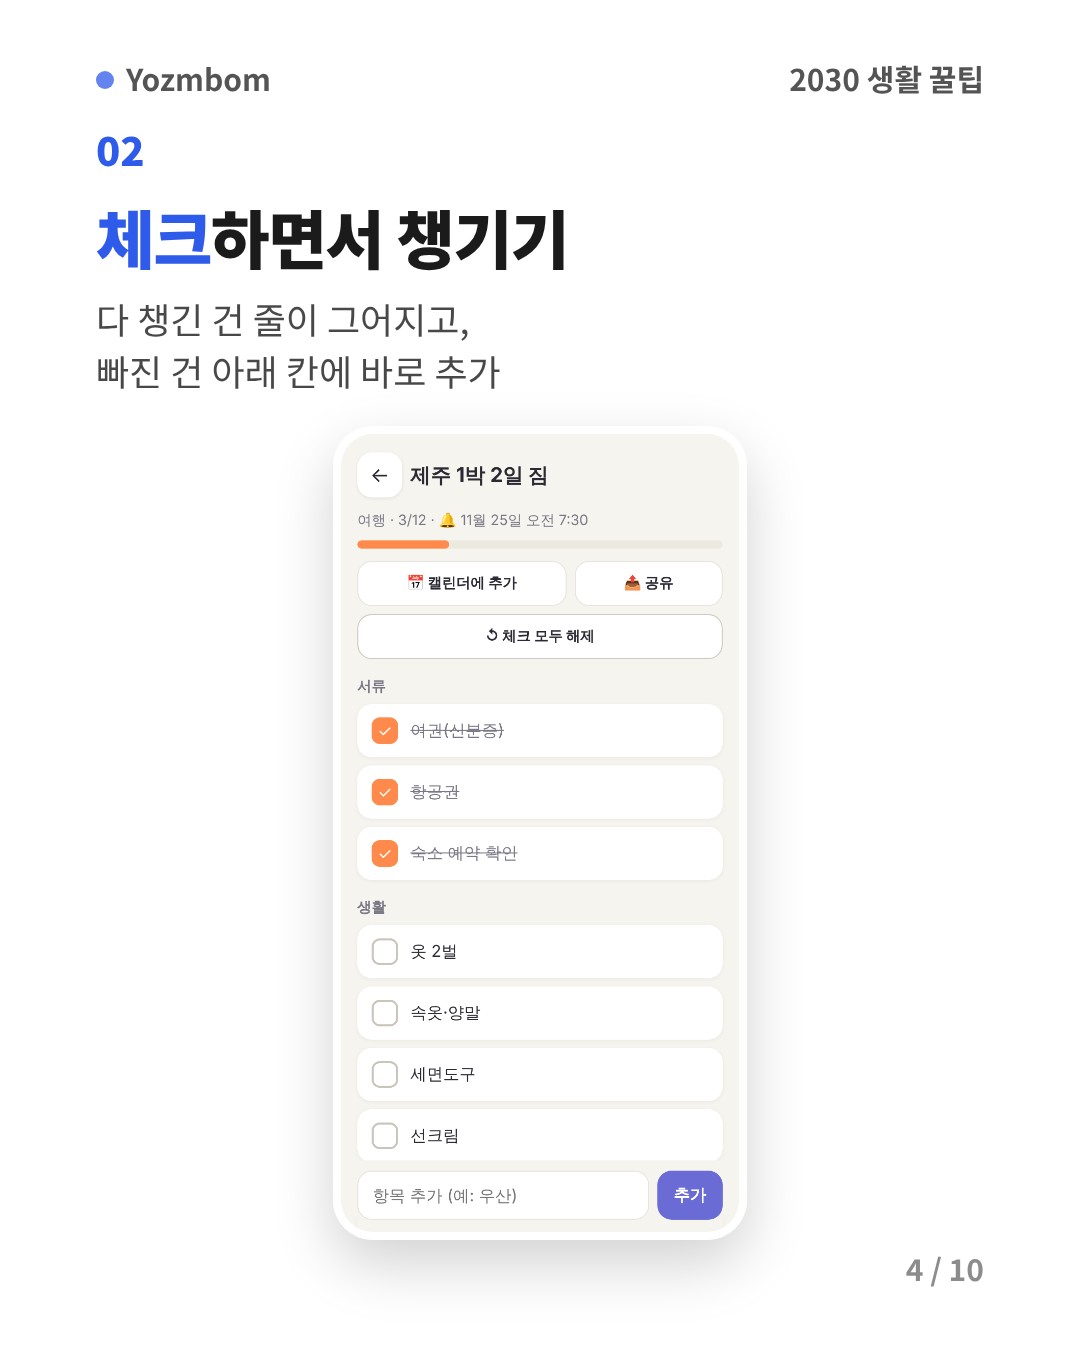 Yozmbom
2030 생활 꿀팁
02
체크하면서 챙기기
다 챙긴 건 줄이 그어지고,
빠진 건 아래 칸에 바로 추가
← 제주 1박 2일 짐
여행 · 3/12 · 🔔 11월 25일 오전 7:30
📅 캘린더에 추가
📤 공유
↺ 체크 모두 해제
서류
여권(신분증)
항공권
숙소 예약 확인
생활
옷 2벌
속옷·양말
세면도구
선크림
항목 추가 (예: 우산)
추가
4 / 10